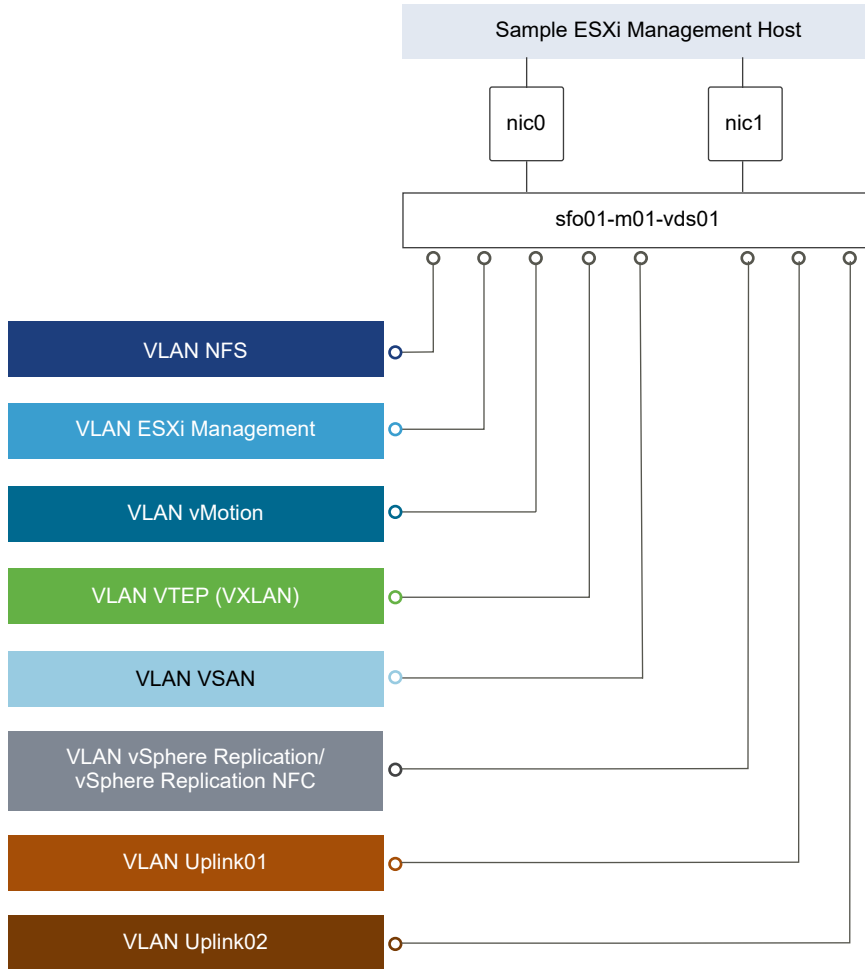 Sample ESXi Management Host
nic0
nic1
sfo01-m01-vds01
VLAN NFS
VLAN ESXi Management
VLAN vMotion
VLAN VTEP (VXLAN)
VLAN VSAN
VLAN vSphere Replication/
vSphere Replication NFC
VLAN Uplink01
VLAN Uplink02